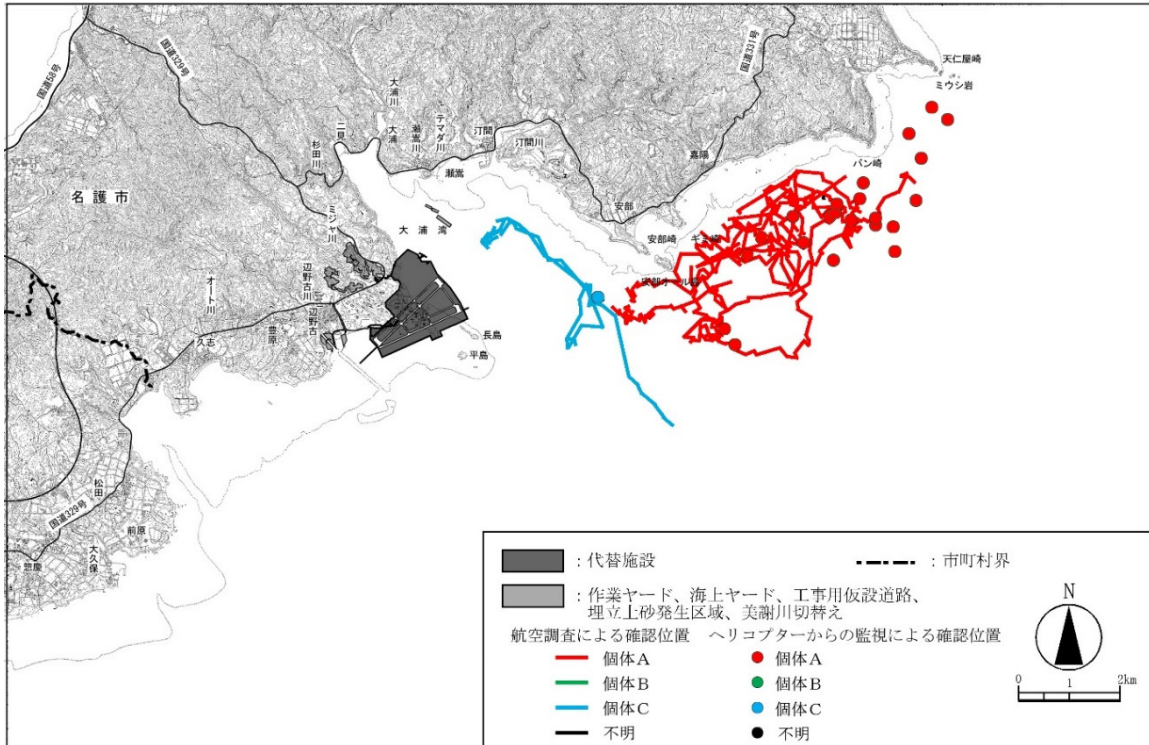 国道58号
国道329号
国道331号
天仁屋崎
ミウシ岩
バン崎
大浦川
大浦
瀬嵩川
テマダ川
汀間
汀間川
二見
杉田川
瀬嵩
嘉陽
安部
名護市
ミジャ川
大浦湾
安部崎
ギミ崎
安部オール島
辺野古川
辺野古
オートト川
豊原
久志
長島
平島
松田
国道329号
前原
大久保
惣慶
：代替施設
：市町村界
：作業ヤード、海上ヤード、工事用仮設道路、
埋立土砂発生区域、美謝川切替え
航空調査による確認位置 ヘリコプターからの監視による確認位置
個体A 個体A
個体B 個体B
個体C 個体C
不明 不明
N
0 1 2km